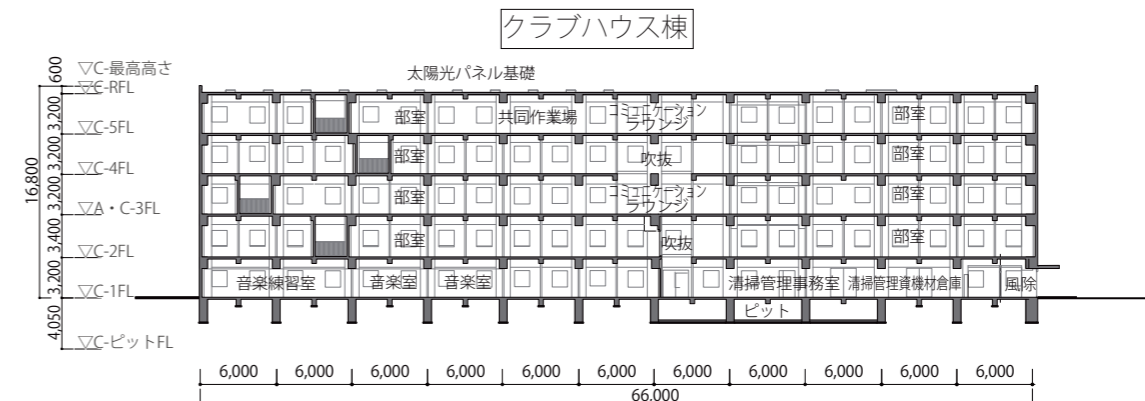 クラブハウス棟
太陽光パネル基礎
600
▽C-最高高さ
▽C-RFL
3,200
▽C-5FL
3,200
▽C-4FL
3,200
▽A・C-3FL
3,400
▽C-2FL
3,200
▽C-1FL
4,050
▽C-ピットFL
16,800
部室
共同作業場
コミュニケーション
ラウンジ
部室
部室
吹抜
部室
部室
コミュニケーション
ラウンジ
部室
部室
吹抜
部室
音楽練習室
音楽室
音楽室
清掃管理事務室
清掃管理資機材倉庫
風除
ピット
6,000 6,000 6,000 6,000 6,000 6,000 6,000 6,000 6,000 6,000 6,000
66,000